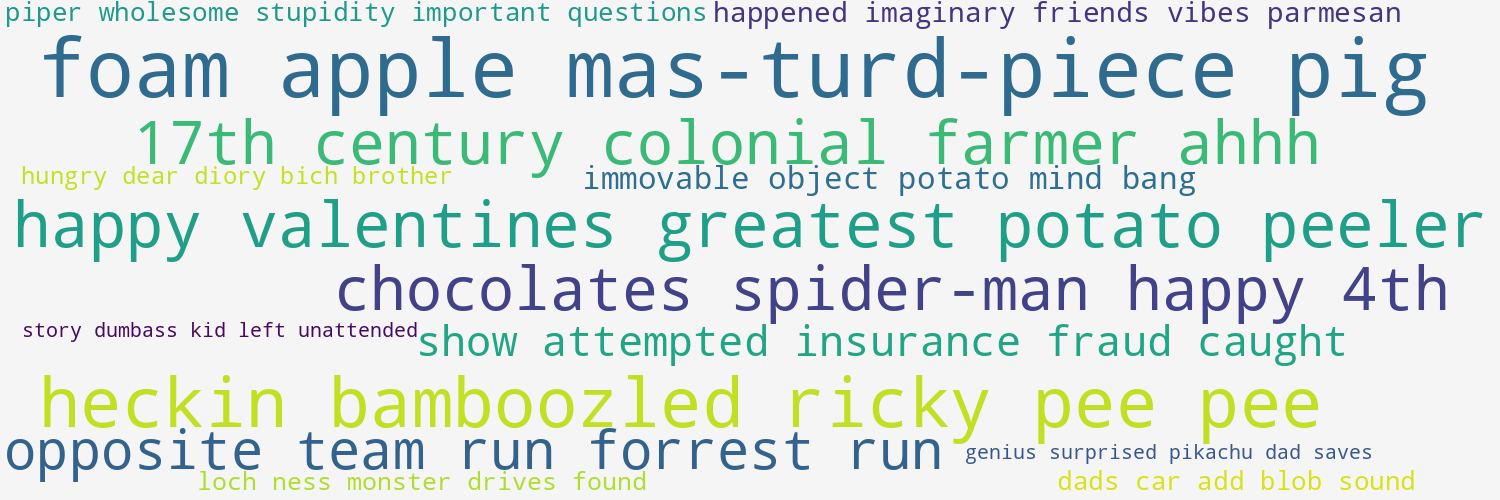 piper wholesome stupidity important questions
happened imaginary friends vibes parmesan
foam apple mas-turd-piece pig
17th century colonial farmer ahhh
hungry dear diory bich brother
immovable object potato mind bang
happy valentines greatest potato peeler
chocolates spider-man happy 4th
story dumbass kid left unattended
show attempted insurance fraud caught
heckin bamboozled ricky pee pee
opposite team run forrest run
genius surprised pikachu dad saves
loch ness monster drives found
dads car add blob sound